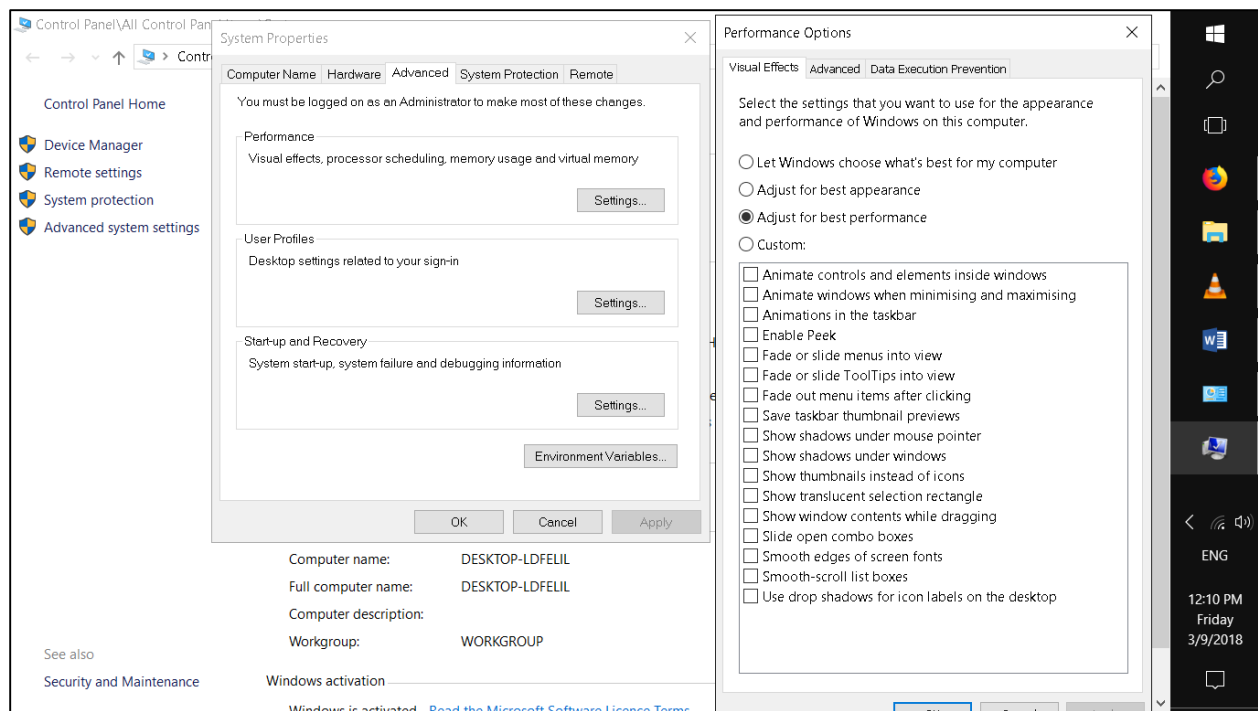 Control Panel\All Control Pan
Contr
Control Panel Home
Device Manager
Remote settings
System protection
Advanced system settings
See also
Security and Maintenance
System Properties
Computer Name Hardware Advanced System Protection Remote
You must be logged on as an Administrator to make most of these changes.
Performance
Visual effects, processor scheduling, memory usage and virtual memory
Settings...
User Profiles
Desktop settings related to your sign-in
Settings...
Start-up and Recovery
System start-up, system failure and debugging information
Settings...
Environment Variables...
OK Cancel Apply
Computer name: DESKTOP-LDFELIL
Full computer name: DESKTOP-LDFELIL
Computer description:
Workgroup: WORKGROUP
Windows activation
Windows is activated Read the Microsoft Software Licence Terms
Performance Options
Visual Effects Advanced Data Execution Prevention
Select the settings that you want to use for the appearance
and performance of Windows on this computer.
Let Windows choose what's best for my computer
Adjust for best appearance
Adjust for best performance
Custom:
Animate controls and elements inside windows
Animate windows when minimising and maximising
Animations in the taskbar
Enable Peek
Fade or slide menus into view
Fade or slide ToolTips into view
Fade out menu items after clicking
Save taskbar thumbnail previews
Show shadows under mouse pointer
Show shadows under windows
Show thumbnails instead of icons
Show translucent selection rectangle
Show window contents while dragging
Slide open combo boxes
Smooth edges of screen fonts
Smooth-scroll list boxes
Use drop shadows for icon labels on the desktop
ENG
12:10 PM
Friday
3/9/2018